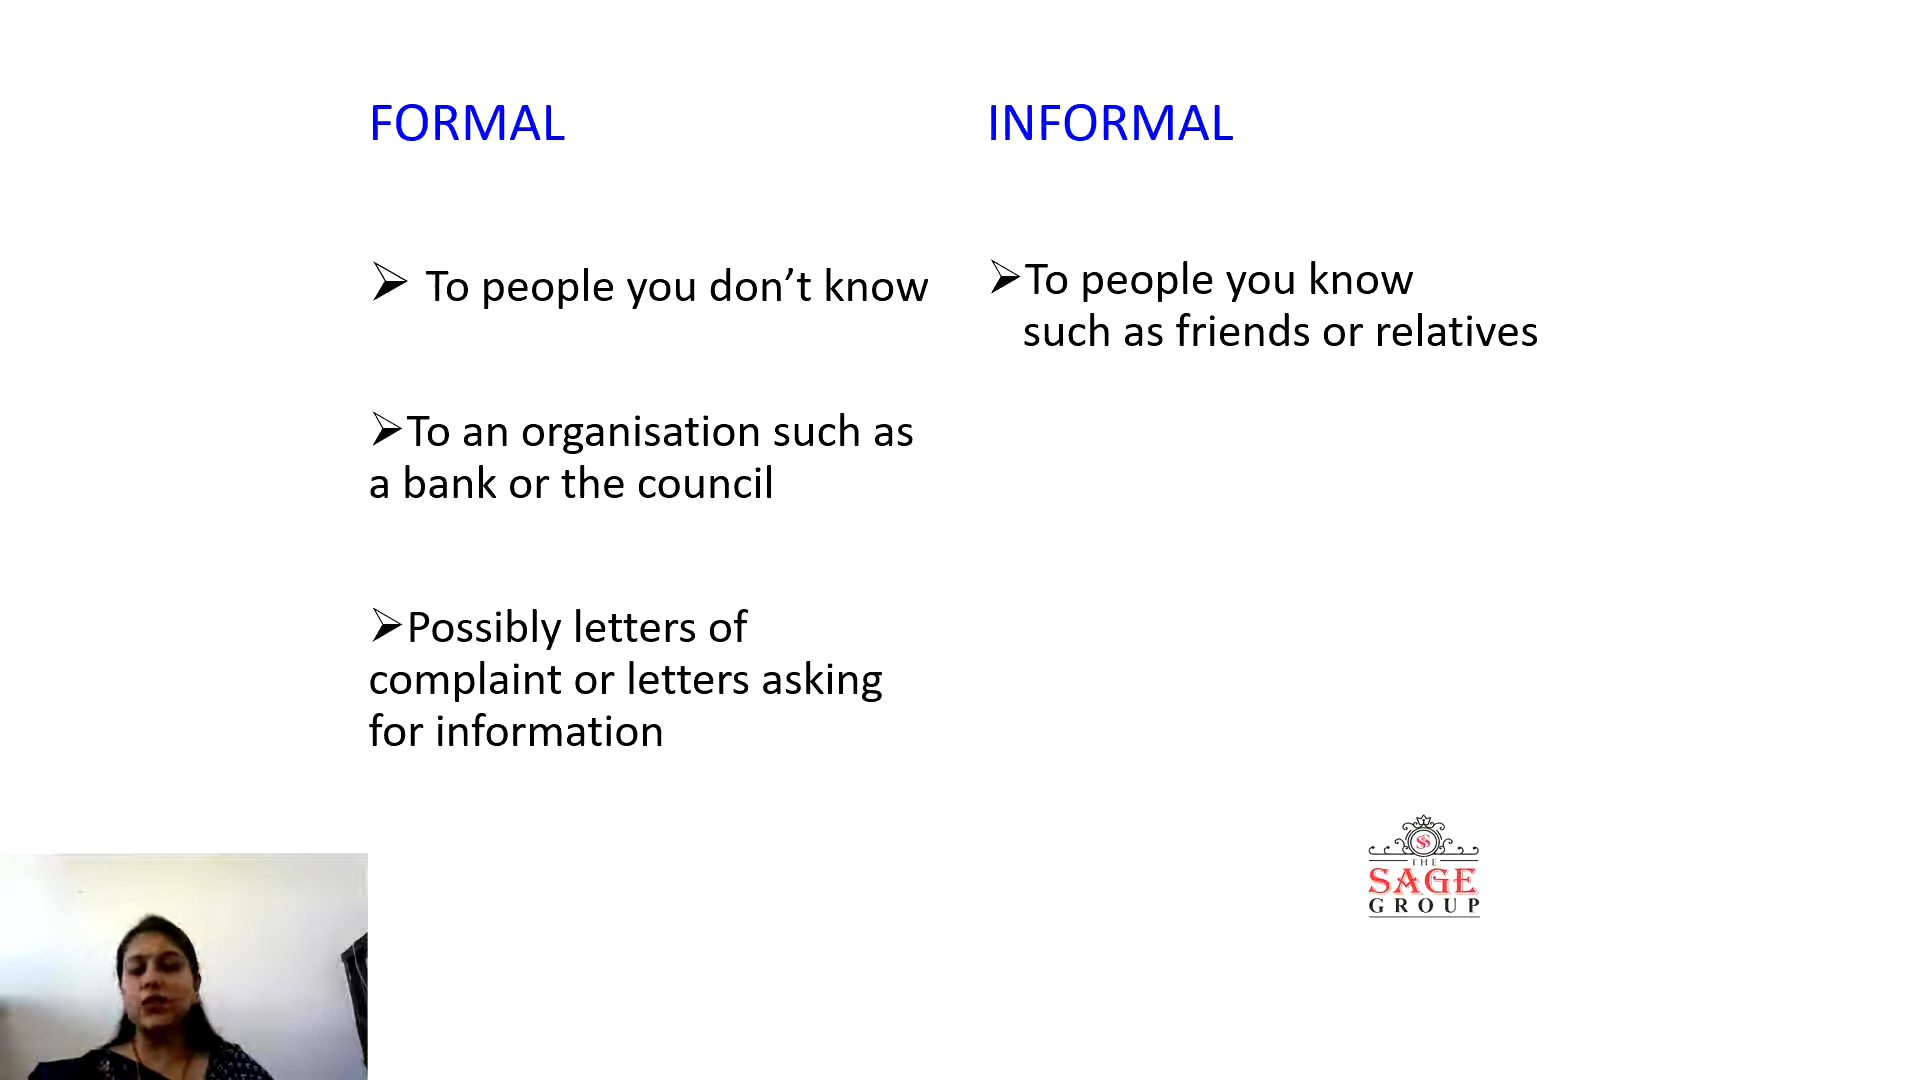 FORMAL
➢ To people you don’t know
➢To an organisation such as
a bank or the council
➢Possibly letters of
complaint or letters asking
for information
INFORMAL
➢To people you know
such as friends or relatives
THE
SAGE
GROUP